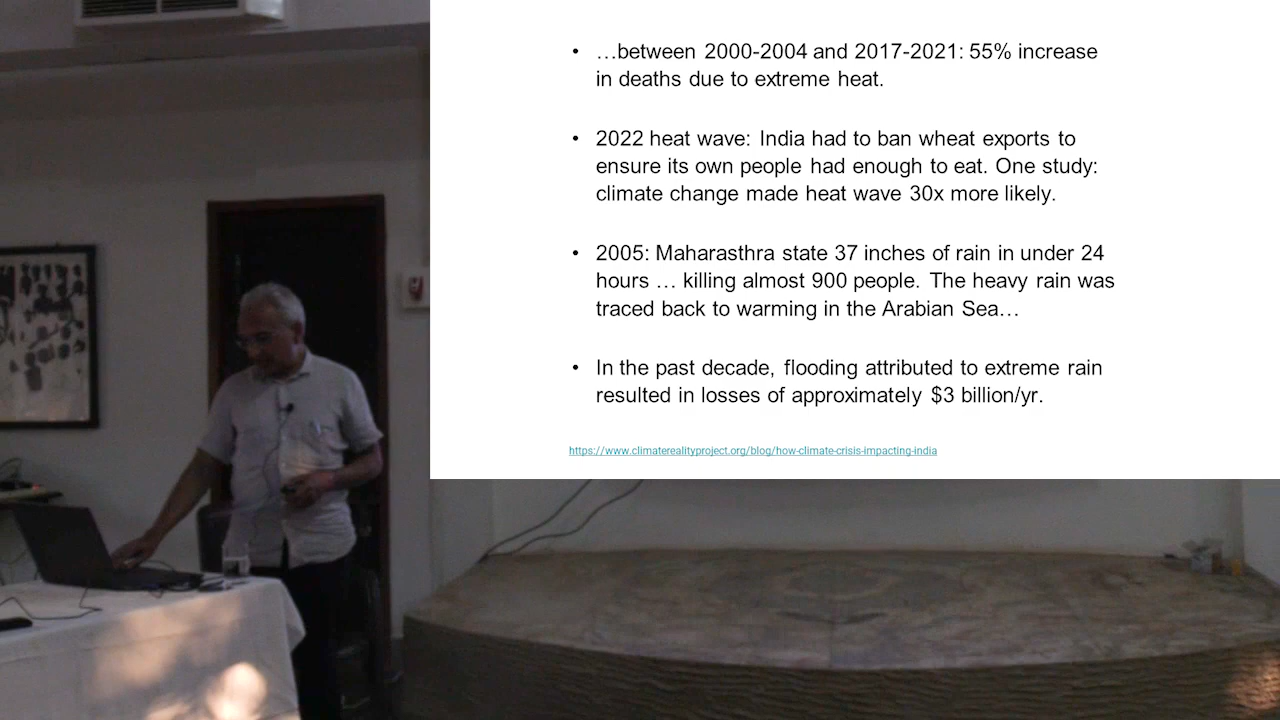 • …between 2000-2004 and 2017-2021: 55% increase
in deaths due to extreme heat.
• 2022 heat wave: India had to ban wheat exports to
ensure its own people had enough to eat. One study:
climate change made heat wave 30x more likely.
• 2005: Maharasthra state 37 inches of rain in under 24
hours … killing almost 900 people. The heavy rain was
traced back to warming in the Arabian Sea…
• In the past decade, flooding attributed to extreme rain
resulted in losses of approximately $3 billion/yr.
https://www.climaterealityproject.org/blog/how-climate-crisis-impacting-india